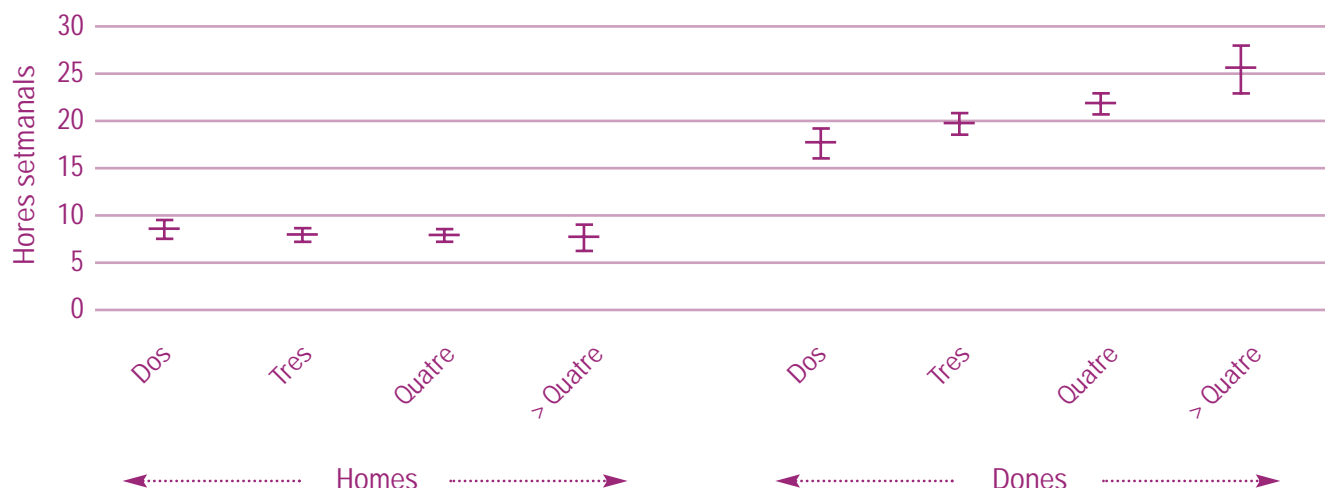 Hores setmanals
30
25
20
15
10
5
0
Dos
Tres
Quatre
> Quatre
Dos
Tres
Quatre
> Quatre
Homes
Dones